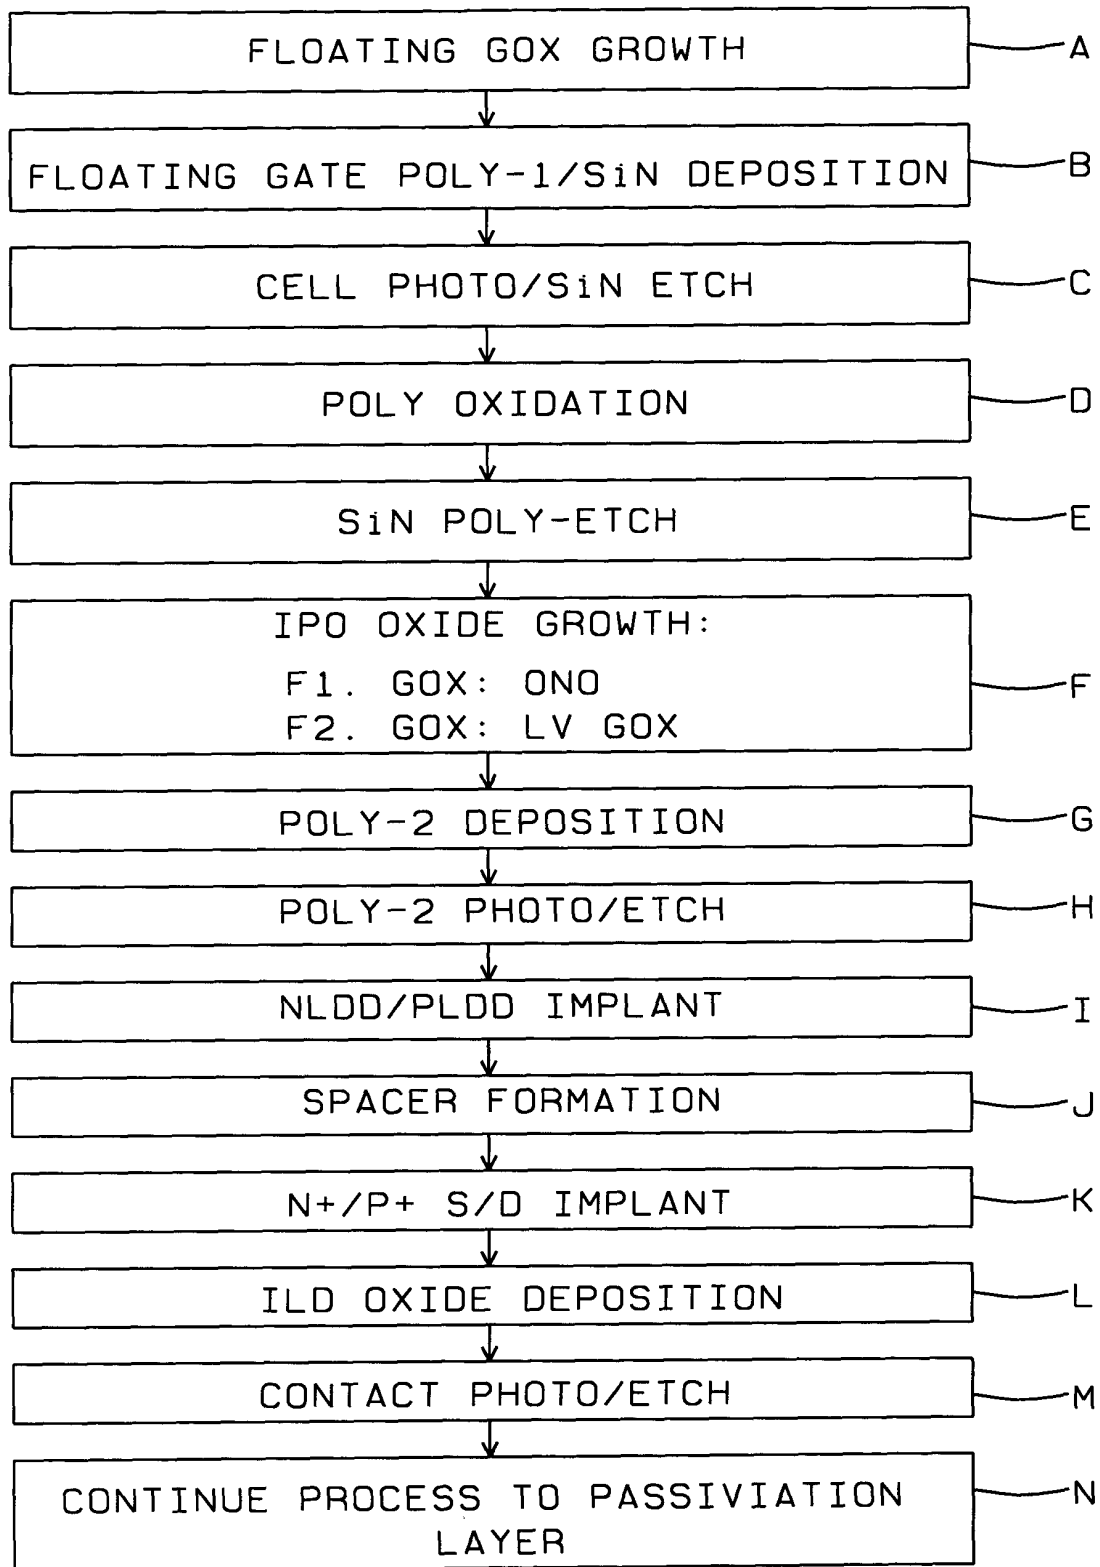 FLOATING GOX GROWTH
A
FLOATING GATE POLY-1/SiN DEPOSITION
B
CELL PHOTO/SiN ETCH
C
POLY OXIDATION
D
SiN POLY-ETCH
E
IPO OXIDE GROWTH:
F1. GOX: ONO
F2. GOX: LV GOX
F
POLY-2 DEPOSITION
G
POLY-2 PHOTO/ETCH
H
NLDD/PLDD IMPLANT
I
SPACER FORMATION
J
N+/P+ S/D IMPLANT
K
ILD OXIDE DEPOSITION
L
CONTACT PHOTO/ETCH
M
CONTINUE PROCESS TO PASSIVIATION
LAYER
N